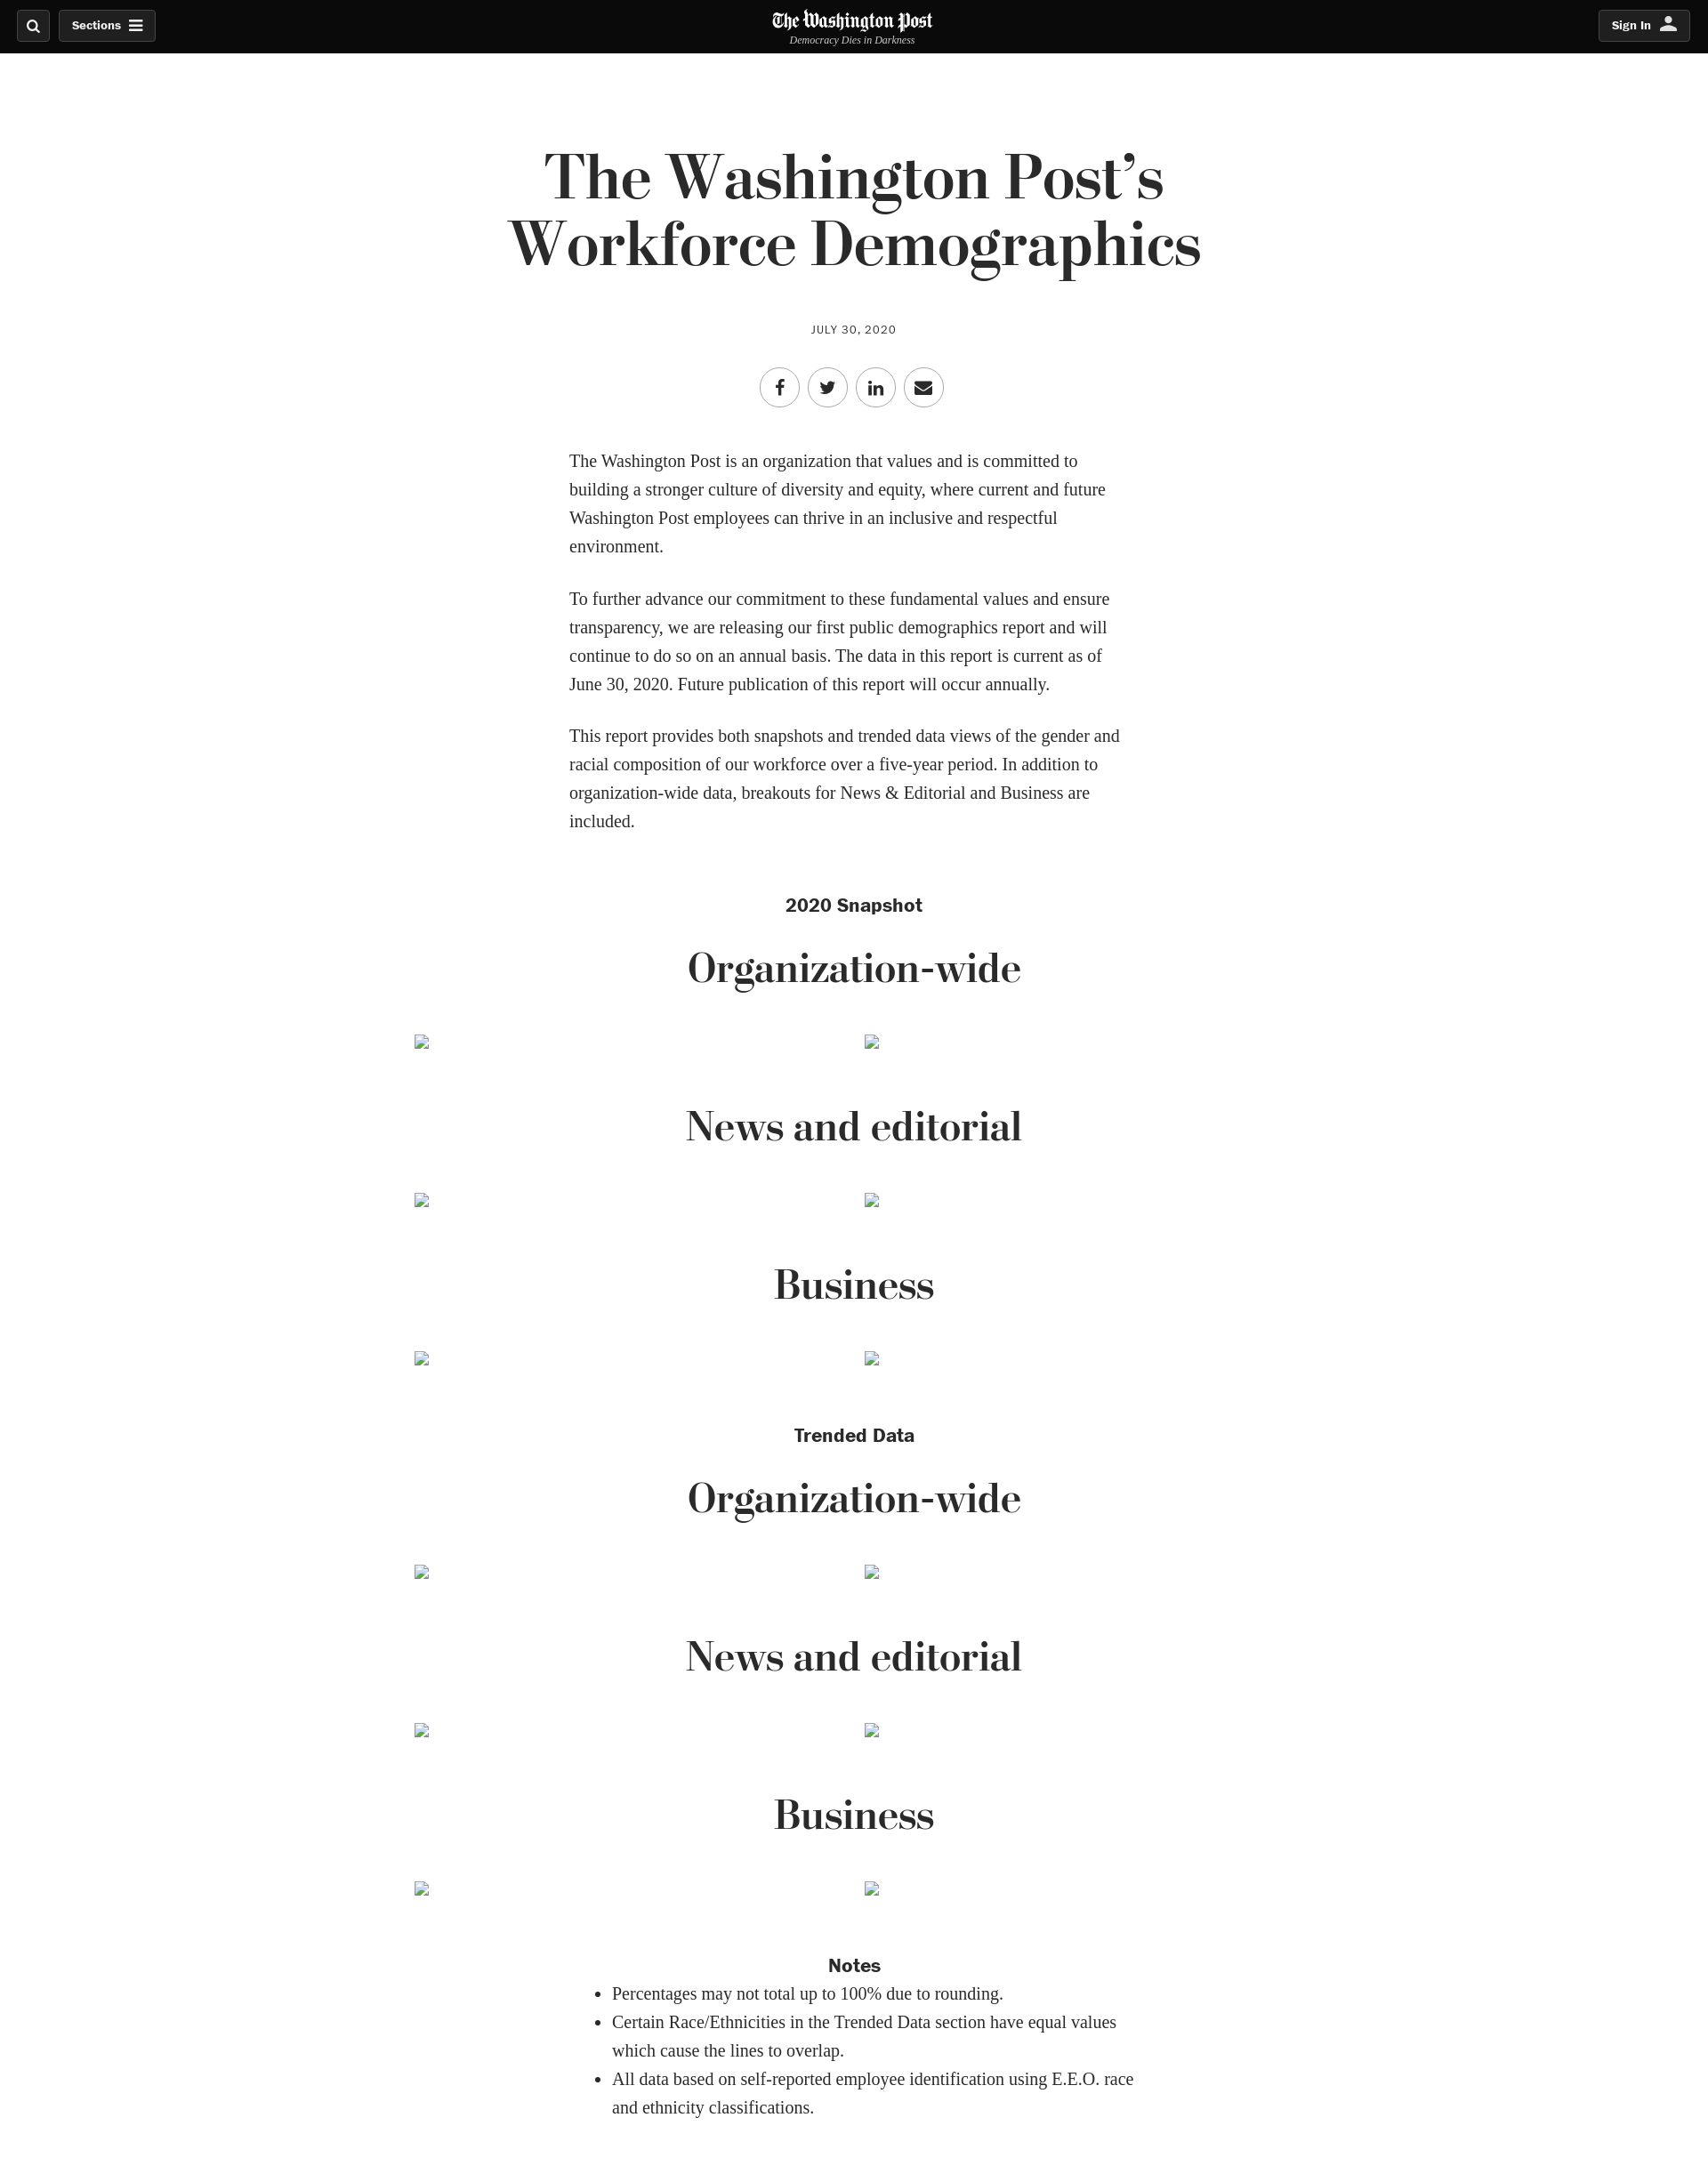 Sections
The Washington Post
Democracy Dies in Darkness
Sign In
The Washington Post’s
Workforce Demographics
JULY 30, 2020
The Washington Post is an organization that values and is committed to
building a stronger culture of diversity and equity, where current and future
Washington Post employees can thrive in an inclusive and respectful
environment.
To further advance our commitment to these fundamental values and ensure
transparency, we are releasing our first public demographics report and will
continue to do so on an annual basis. The data in this report is current as of
June 30, 2020. Future publication of this report will occur annually.
This report provides both snapshots and trended data views of the gender and
racial composition of our workforce over a five-year period. In addition to
organization-wide data, breakouts for News & Editorial and Business are
included.
2020 Snapshot
Organization-wide
News and editorial
Business
Trended Data
Organization-wide
News and editorial
Business
Notes
• Percentages may not total up to 100% due to rounding.
• Certain Race/Ethnicities in the Trended Data section have equal values
which cause the lines to overlap.
• All data based on self-reported employee identification using E.E.O. race
and ethnicity classifications.